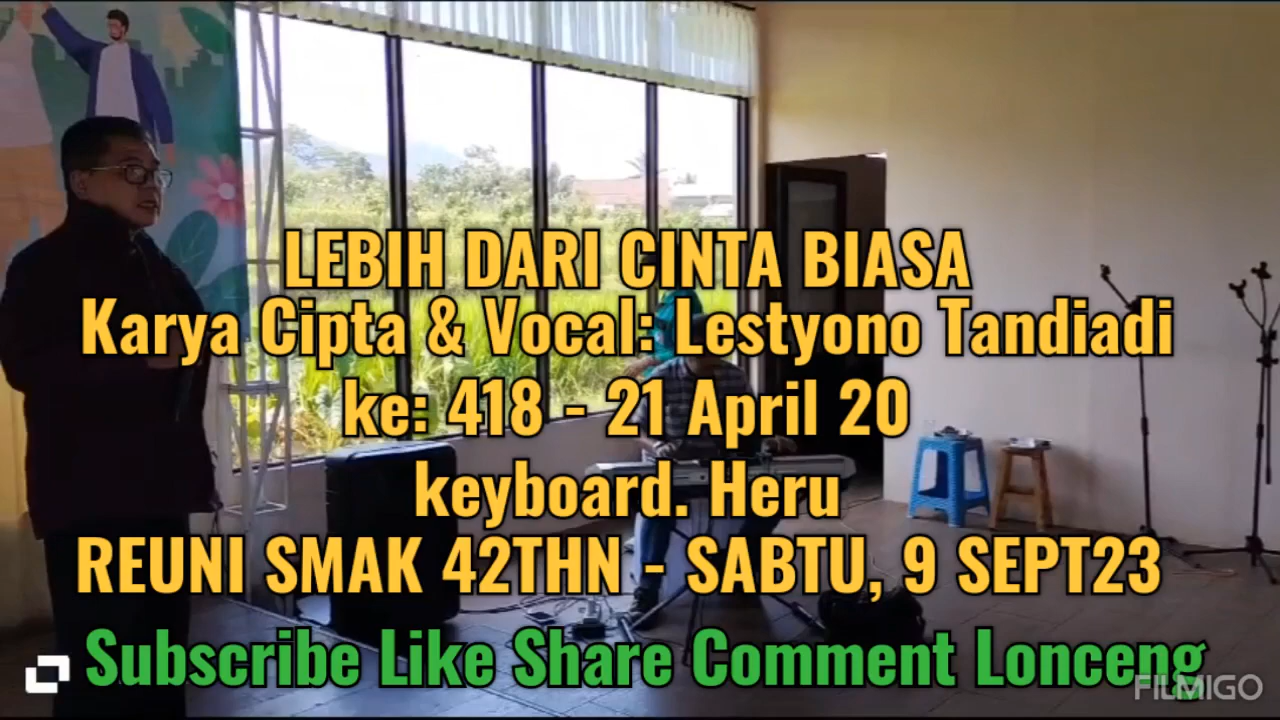 LEBIH DARI CINTA BIASA
Karya Cipta & Vocal: Lestyono Tandiadi
ke: 418 - 21 April 20
keyboard. Heru
REUNI SMAK 42THN - SABTU, 9 SEPT23
Subscribe Like Share Comment Lonceng
FILMIGO